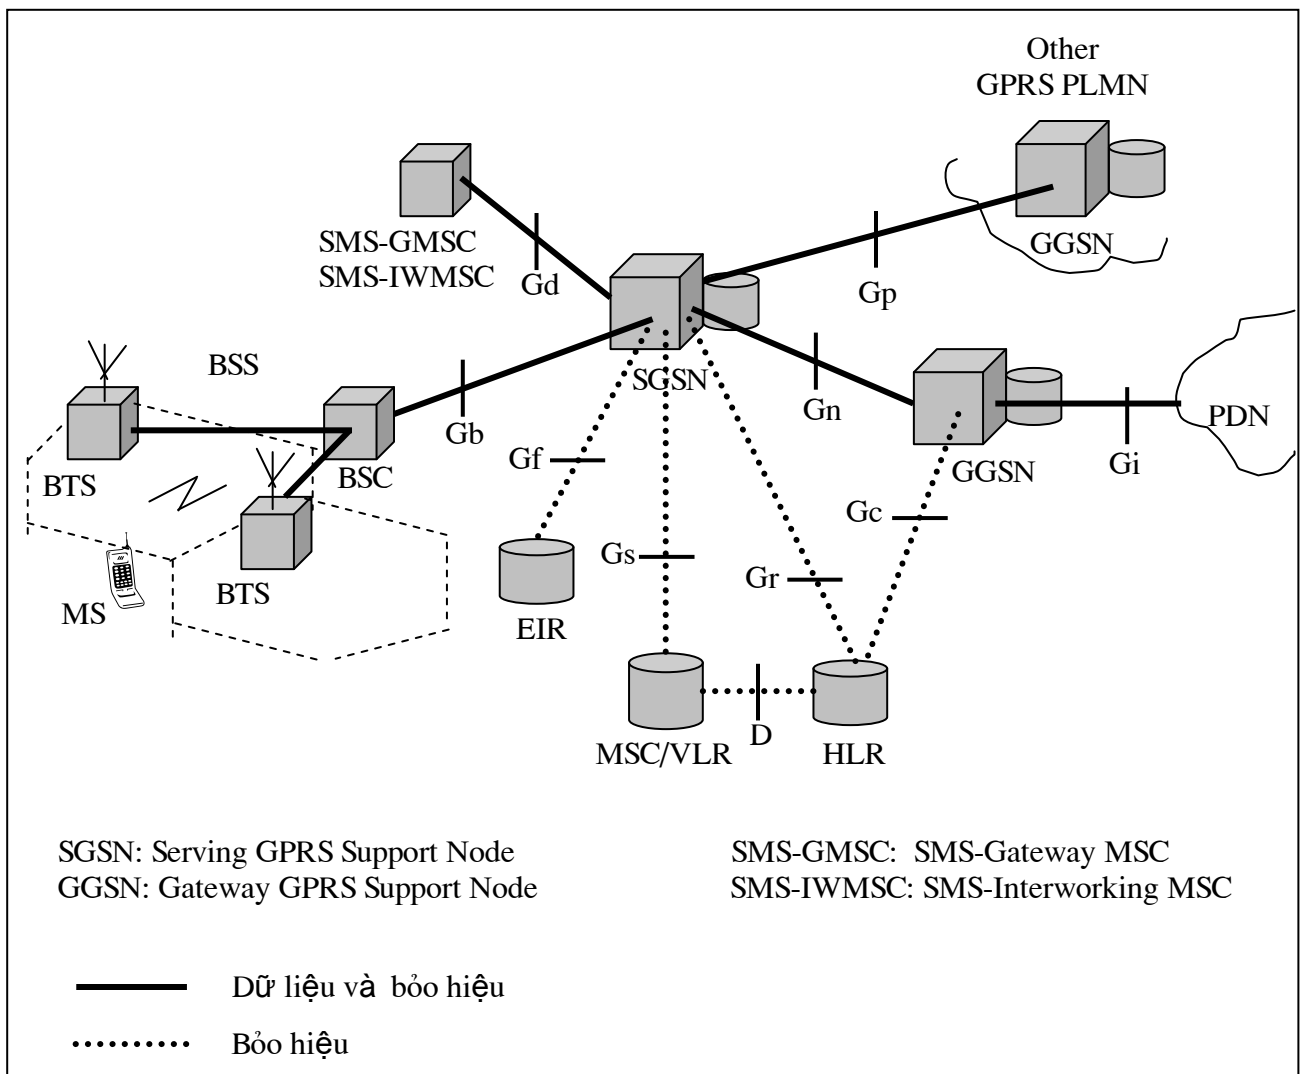 Other
GPRS PLMN
SMS-GMSC
SMS-IWMSC
Gd
GGSN
Gp
BSS
SGSN
Gn
PDN
Gb
BSC
BTS
Gf
GGSN
Gi
Gc
Gs
Gr
BTS
MS
EIR
D
MSC/VLR
HLR
SGSN: Serving GPRS Support Node
GGSN: Gateway GPRS Support Node
SMS-GMSC: SMS-Gateway MSC
SMS-IWMSC: SMS-Interworking MSC
Dữ liệu và bỏo hiệu
Bỏo hiệu